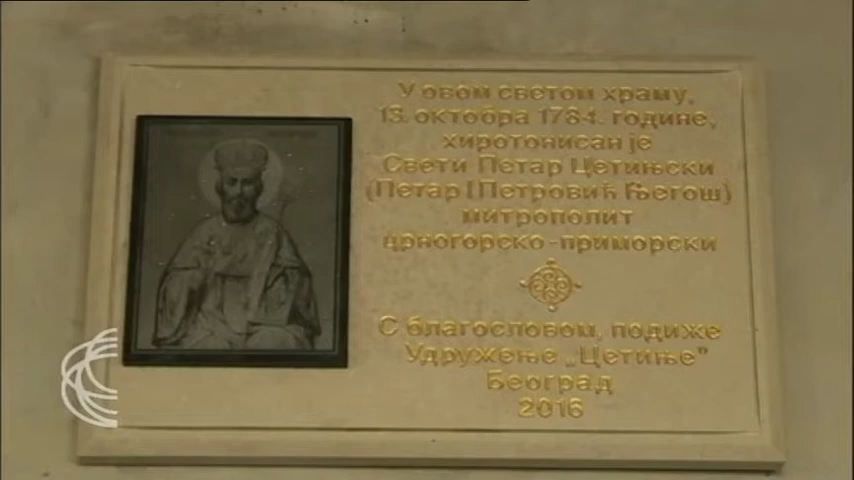 У овом светом храму,
13. октобра 1784. године,
хиротонисан је
Свети Петар Цетињски
(Петар I Петровић Његош)
митрополит
црногорско-приморски
С благословом, подиже
Удружење „Цетиње”
Београд
2016